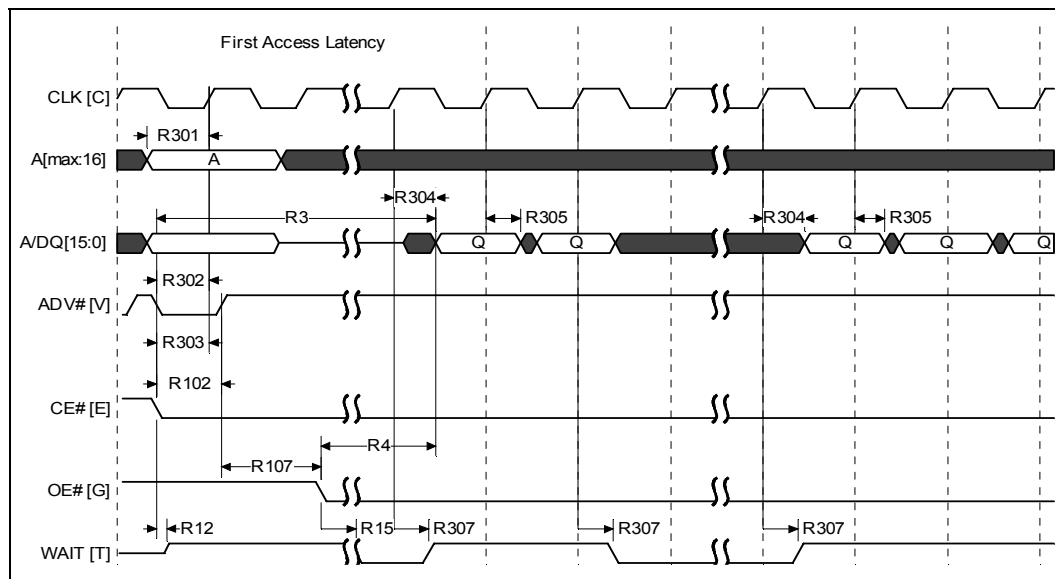 First Access Latency
CLK [C]
R301
A[max:16]
A
R304
R3
R305
R304
R305
A/DQ[15:0]
Q
Q
Q
Q
Q
R302
ADV# [V]
R303
R102
CE# [E]
R4
R107
OE# [G]
R12
R15
R307
R307
R307
WAIT [T]